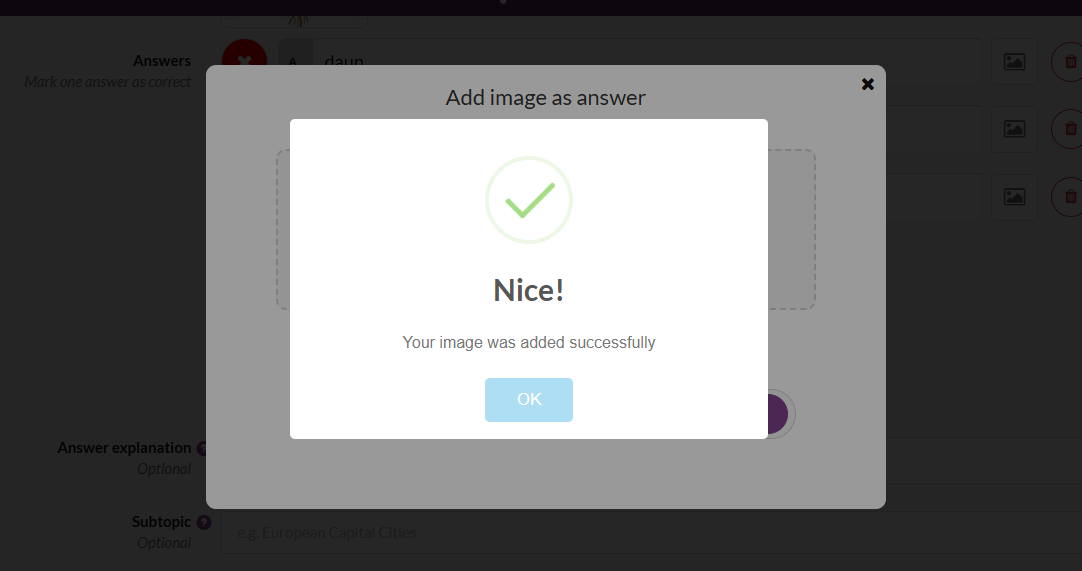 Answers
Mark one answer as correct
A
daun
Add image as answer
Nice!
Your image was added successfully
OK
Answer explanation ?
Optional
Subtopic ?
Optional
e.g. European Capital Cities